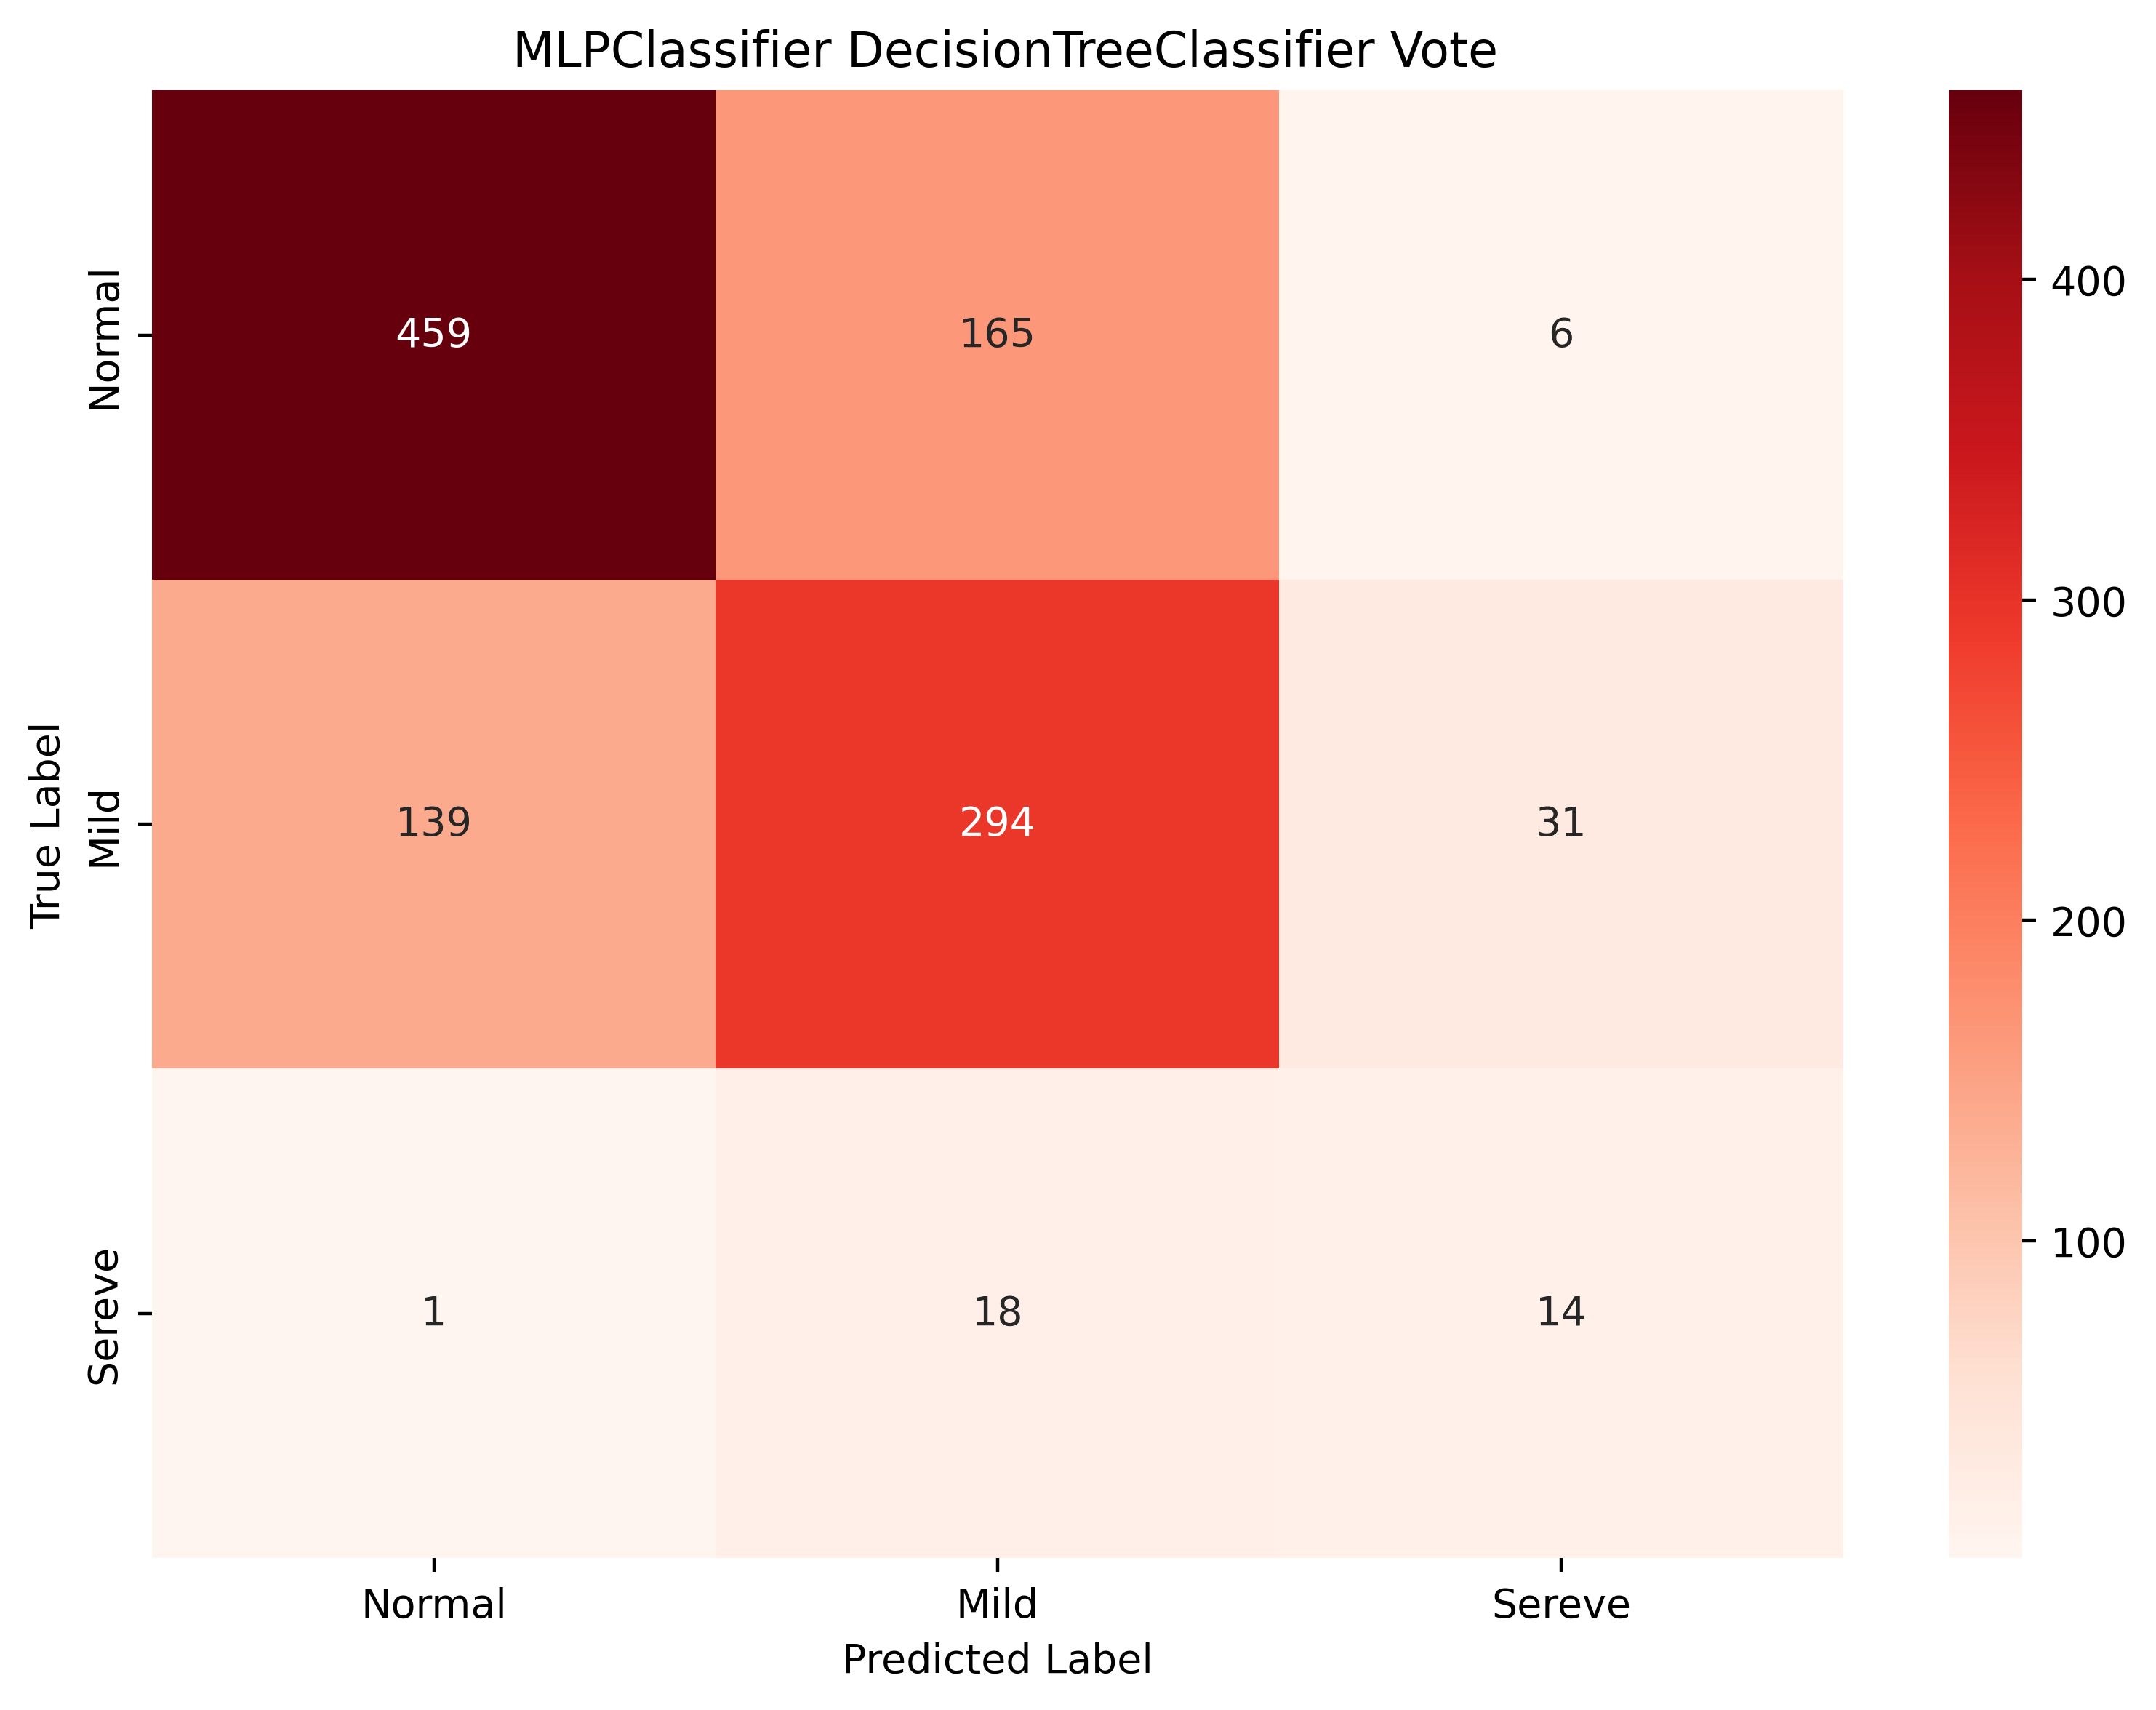 MLPClassifier DecisionTreeClassifier Vote
True Label
Normal
459 165 6
Mild
139 294 31
Sereve
1 18 14
Normal Mild Sereve
Predicted Label
400
300
200
100